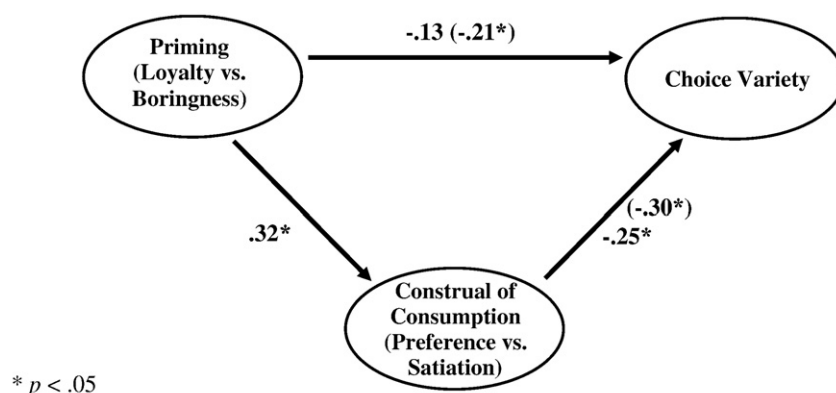 Priming
(Loyalty vs.
Boringness)
-.13 (-.21*)
Choice Variety
.32*
(-.30*)
-.25*
Construal of
Consumption
(Preference vs.
Satiation)
* p < .05